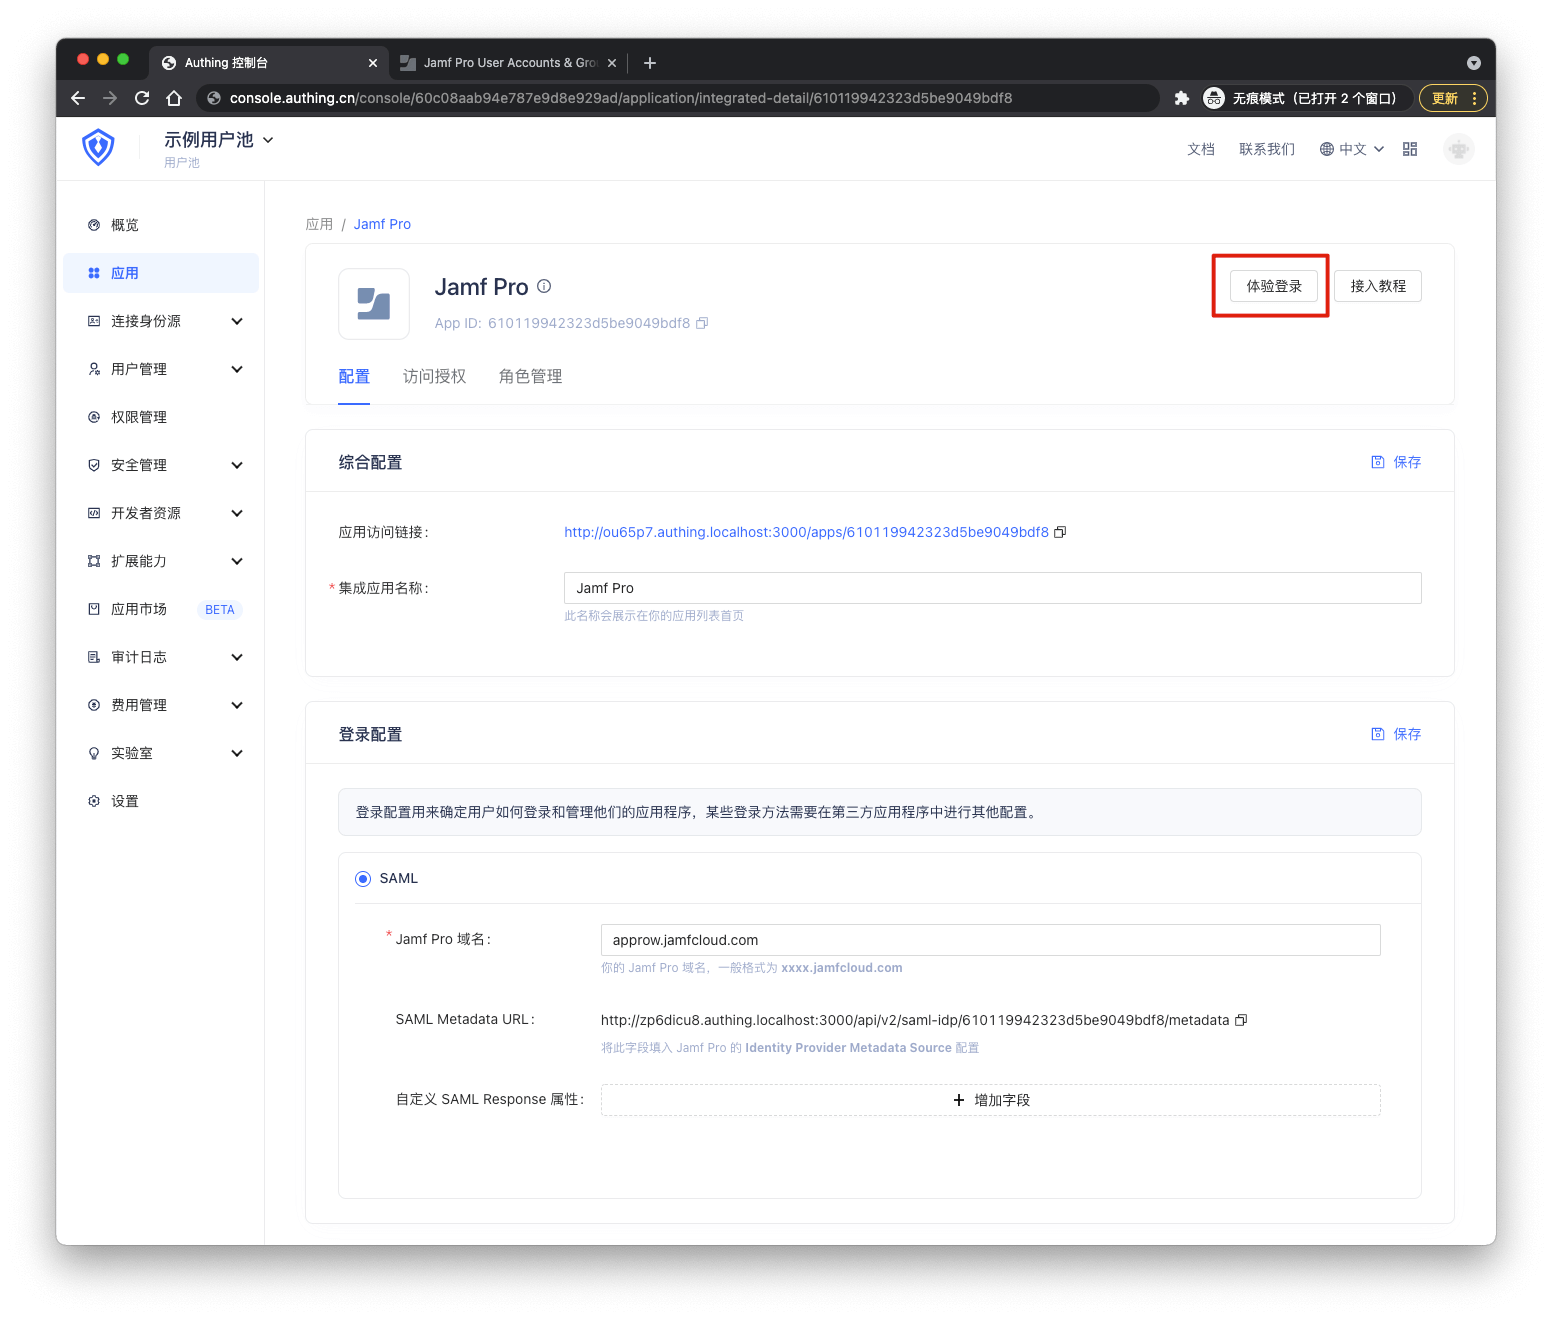 Authing 控制台
Jamf Pro User Accounts & Gro
console.authing.cn/console/60c08aab94e787e9d8e929ad/application/integrated-detail/610119942323d5be9049bdf8
无痕模式（已打开 2 个窗口）
更新
示例用户池
用户池
文档
联系我们
中文
概览
应用
连接身份源
用户管理
权限管理
安全管理
开发者资源
扩展能力
应用市场 BETA
审计日志
费用管理
实验室
设置
应用 / Jamf Pro
Jamf Pro
App ID: 610119942323d5be9049bdf8
体验登录
接入教程
配置 访问授权 角色管理
综合配置
保存
应用访问链接：
http://ou65p7.authing.localhost:3000/apps/610119942323d5be9049bdf8
* 集成应用名称：
Jamf Pro
此名称会展示在你的应用列表首页
登录配置
保存
登录配置用来确定用户如何登录和管理他们的应用程序，某些登录方法需要在第三方应用程序中进行其他配置。
SAML
* Jamf Pro 域名：
approw.jamfcloud.com
你的 Jamf Pro 域名，一般格式为 xxxx.jamfcloud.com
SAML Metadata URL：
http://zp6dicu8.authing.localhost:3000/api/v2/saml-idp/610119942323d5be9049bdf8/metadata
将此字段填入 Jamf Pro 的 Identity Provider Metadata Source 配置
自定义 SAML Response 属性：
+ 增加字段